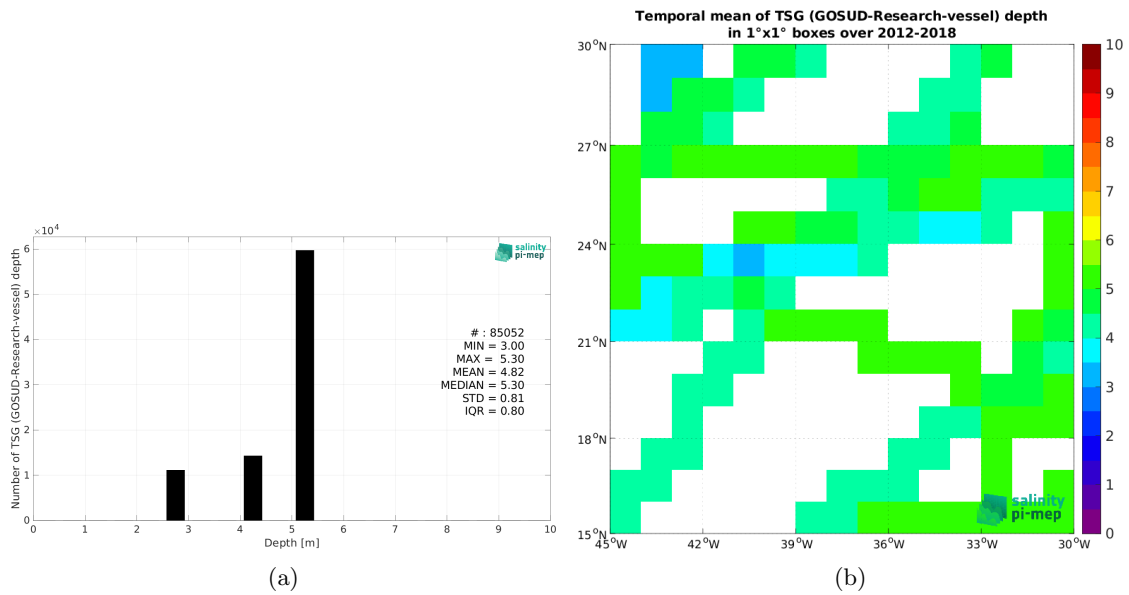 ×10⁴
6
5
4
3
2
1
0
Number of TSG (GOSUD-Research-vessel) depth
salinity
pi-mep
# : 85052
MIN = 3.00
MAX = 5.30
MEAN = 4.82
MEDIAN = 5.30
STD = 0.81
IQR = 0.80
0 1 2 3 4 5 6 7 8 9 10
Depth [m]
(a)
Temporal mean of TSG (GOSUD-Research-vessel) depth
in 1°x1° boxes over 2012-2018
30°N
27°N
24°N
21°N
18°N
15°N
45°W 42°W 39°W 36°W 33°W 30°W
salinity
pi-mep
10
9
8
7
6
5
4
3
2
1
0
(b)